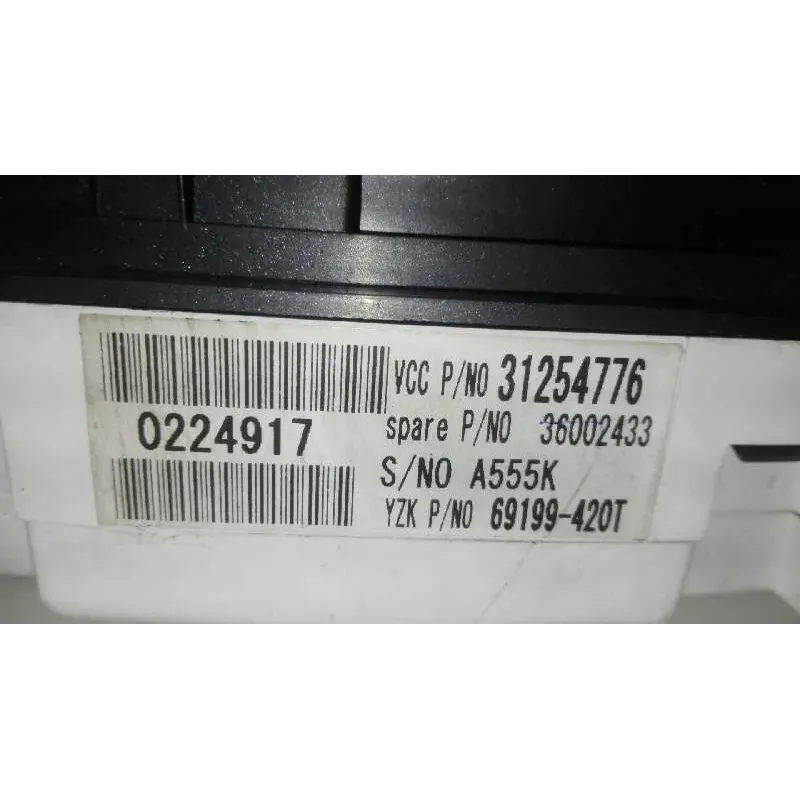 VCC P/NO 31254776
0224917
spare P/NO 36002433
S/NO A555K
YZK P/NO 69199-420T